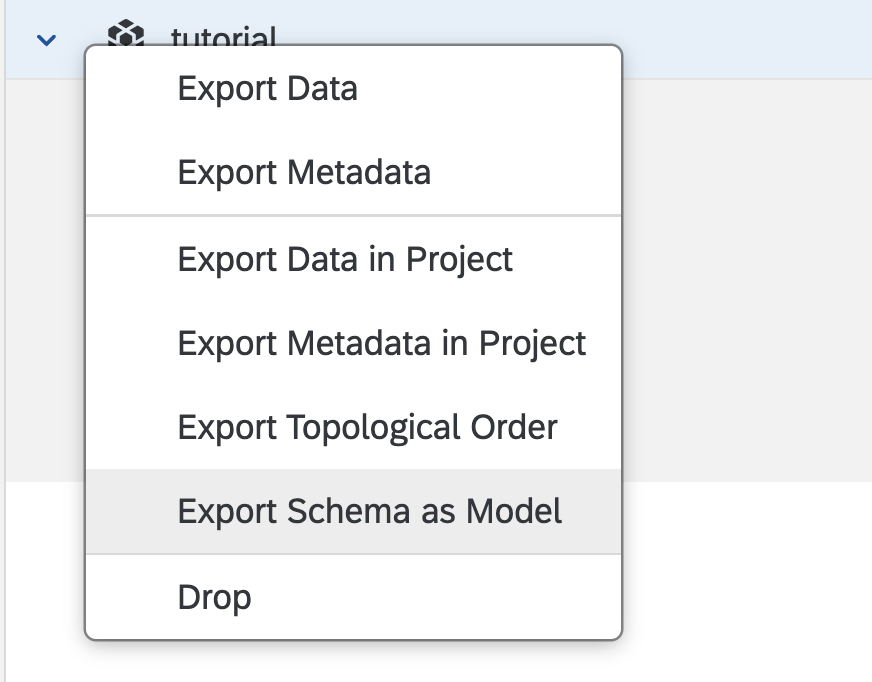 tutorial
Export Data
Export Metadata
Export Data in Project
Export Metadata in Project
Export Topological Order
Export Schema as Model
Drop